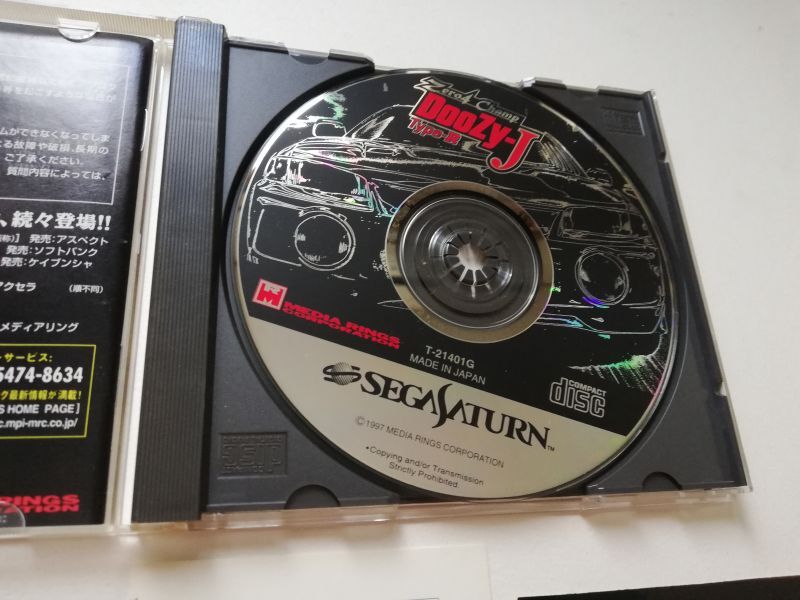 ムができなくなってしま
る故障や破損、長期の
ご了承ください。
質問内容によっては、
、続々登場!!
称)】 発売:アスペクト
発売:ソフトバンク
発売:ケイブンシャ
アクセラ (順不同)
メディアリング
サービス:
5474-8634
ク最新情報が満載!
S HOME PAGE]
c.mpi-mrc.co.jp/
RINGS
RATION
Zero4 Champ
DooZy-J
Type-R
MEDIA RINGS
CORPORATION
T-21401G
MADE IN JAPAN
SEGA SATURN™
COMPACT
disc
©1997 MEDIA RINGS CORPORATION
•Copying and/or Transmission
Strictly Prohibited.